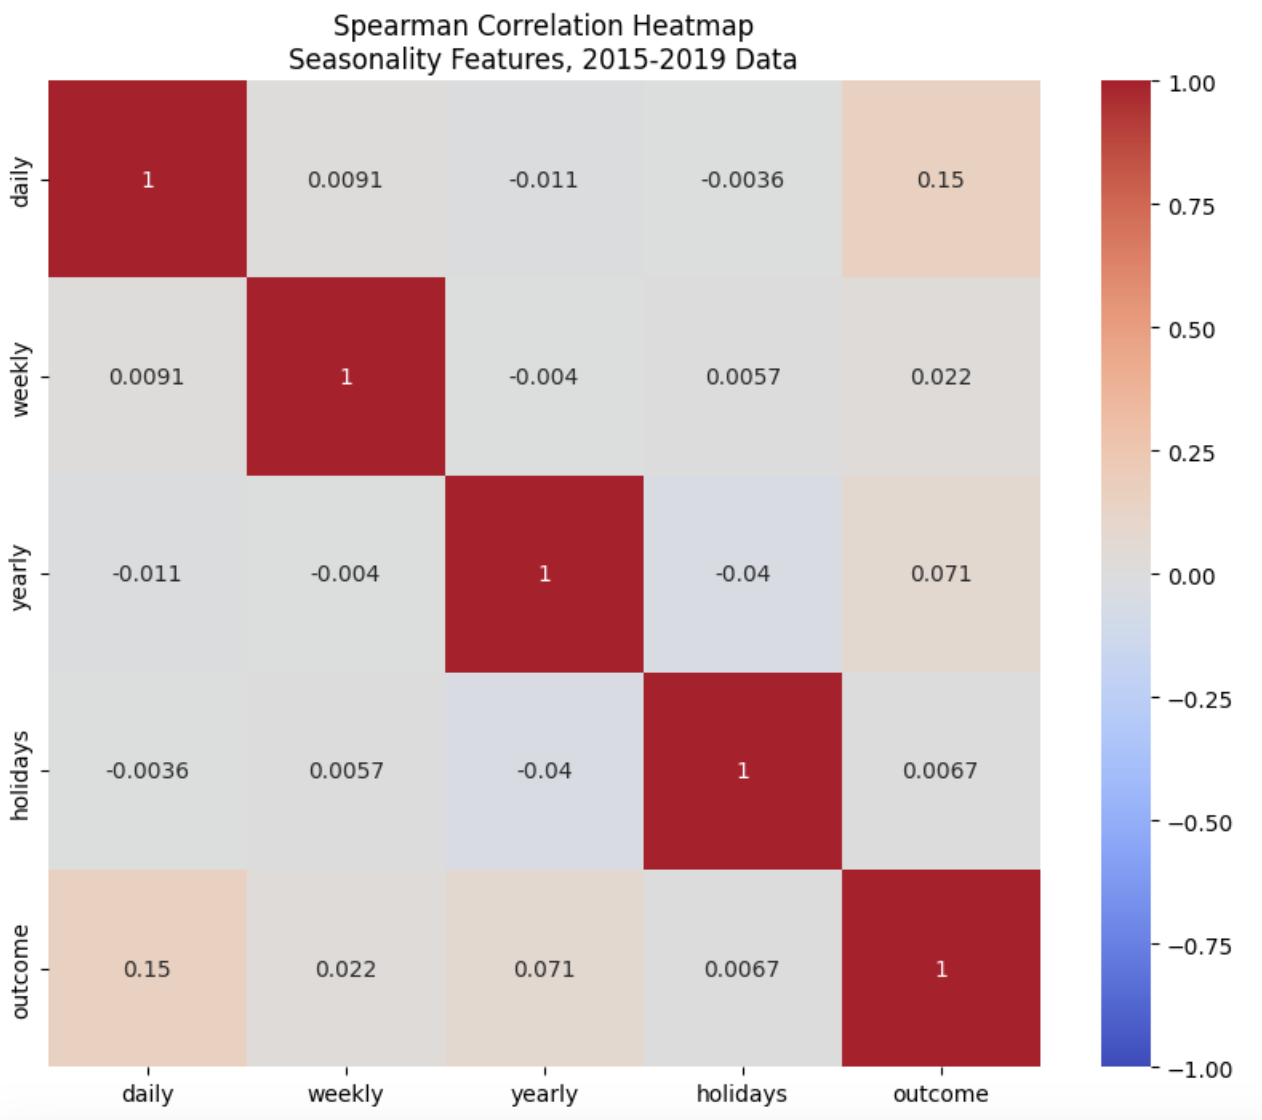 Spearman Correlation Heatmap
Seasonality Features, 2015-2019 Data
daily 1 0.0091 -0.011 -0.0036 0.15
weekly 0.0091 1 -0.004 0.0057 0.022
yearly -0.011 -0.004 1 -0.04 0.071
holidays -0.0036 0.0057 -0.04 1 0.0067
outcome 0.15 0.022 0.071 0.0067 1
daily weekly yearly holidays outcome
1.00
0.75
0.50
0.25
0.00
−0.25
−0.50
−0.75
−1.00